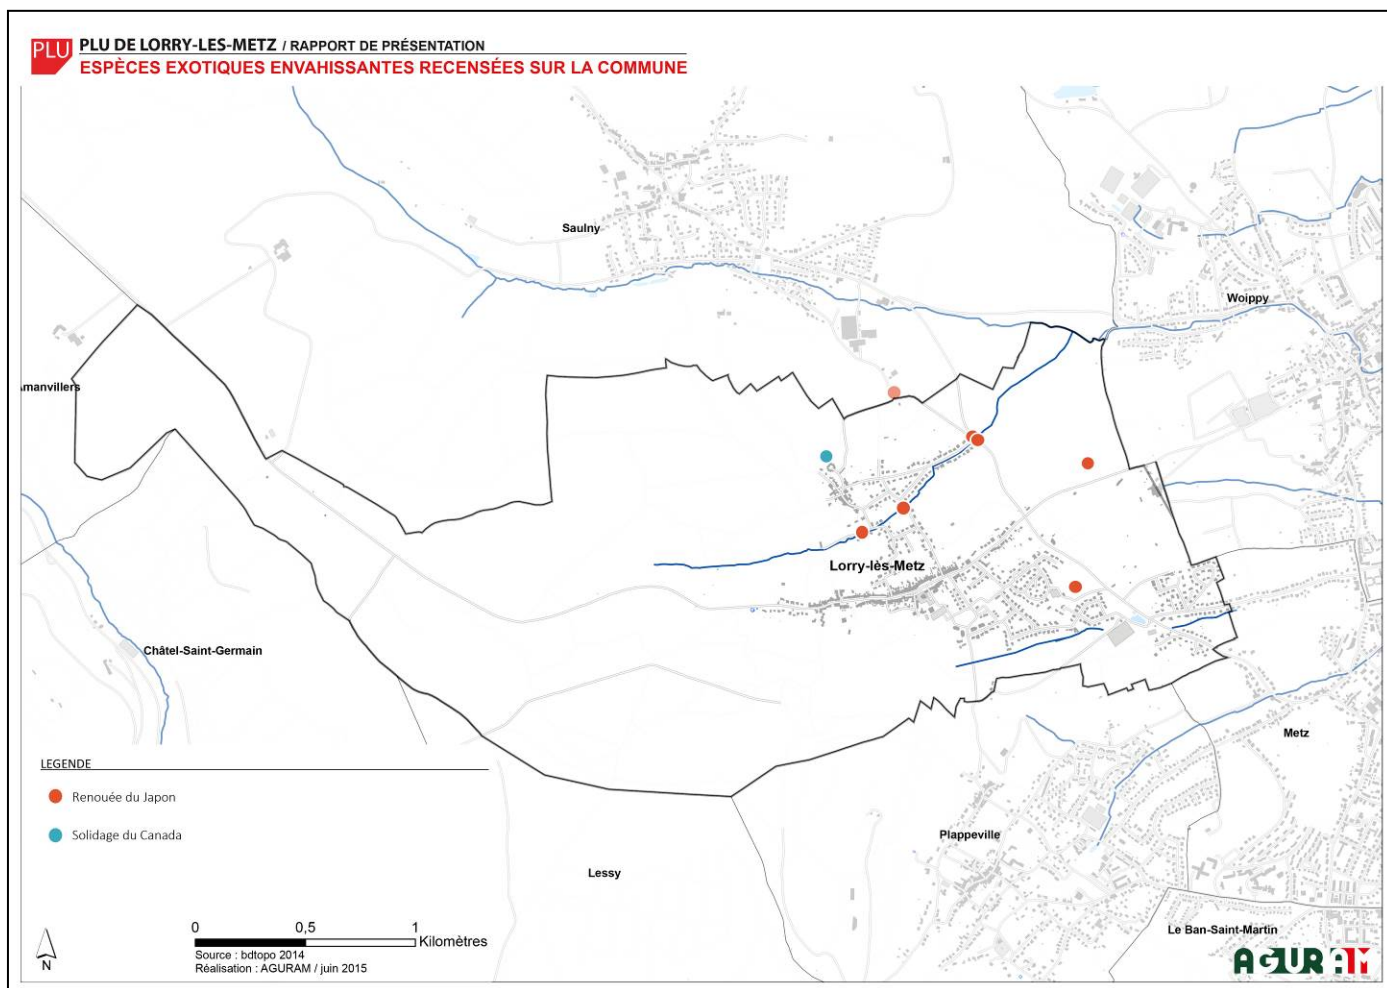 PLU
PLU DE LORRY-LES-METZ / RAPPORT DE PRÉSENTATION
ESPÈCES EXOTIQUES ENVAHISSANTES RECENSÉES SUR LA COMMUNE
Saulny
Woippy
manvillers
Lorry-lès-Metz
Châtel-Saint-Germain
Metz
Plappeville
Lessy
Le Ban-Saint-Martin
LEGENDE
Renouée du Japon
Solidage du Canada
0 0,5 1
Kilomètres
Source : bdtopo 2014
Réalisation : AGURAM / juin 2015
N
AGURAM